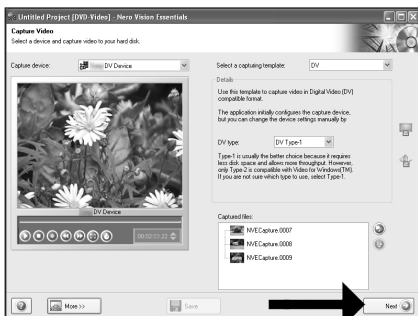 Untitled Project [DVD-Video] - Nero Vision Essentials
Capture Video
Select a device and capture video to your hard disk.
Capture device:
DV Device
Select a capturing template:
DV
Details
Use this template to capture video in Digital Video (DV)
compatible format.
The application initially configures the capture device,
but you can change the device settings manually by
DV type:
DV Type-1
Type-1 is usually the better choice because it requires
less disk space and allows more throughput. However,
only Type-2 is compatible with Video for Windows(TM).
If you are not sure which type to use, select Type-1.
DV Device
Captured files:
NVECapture.0007
NVECapture.0008
NVECapture.0009
More >>
Save
Next